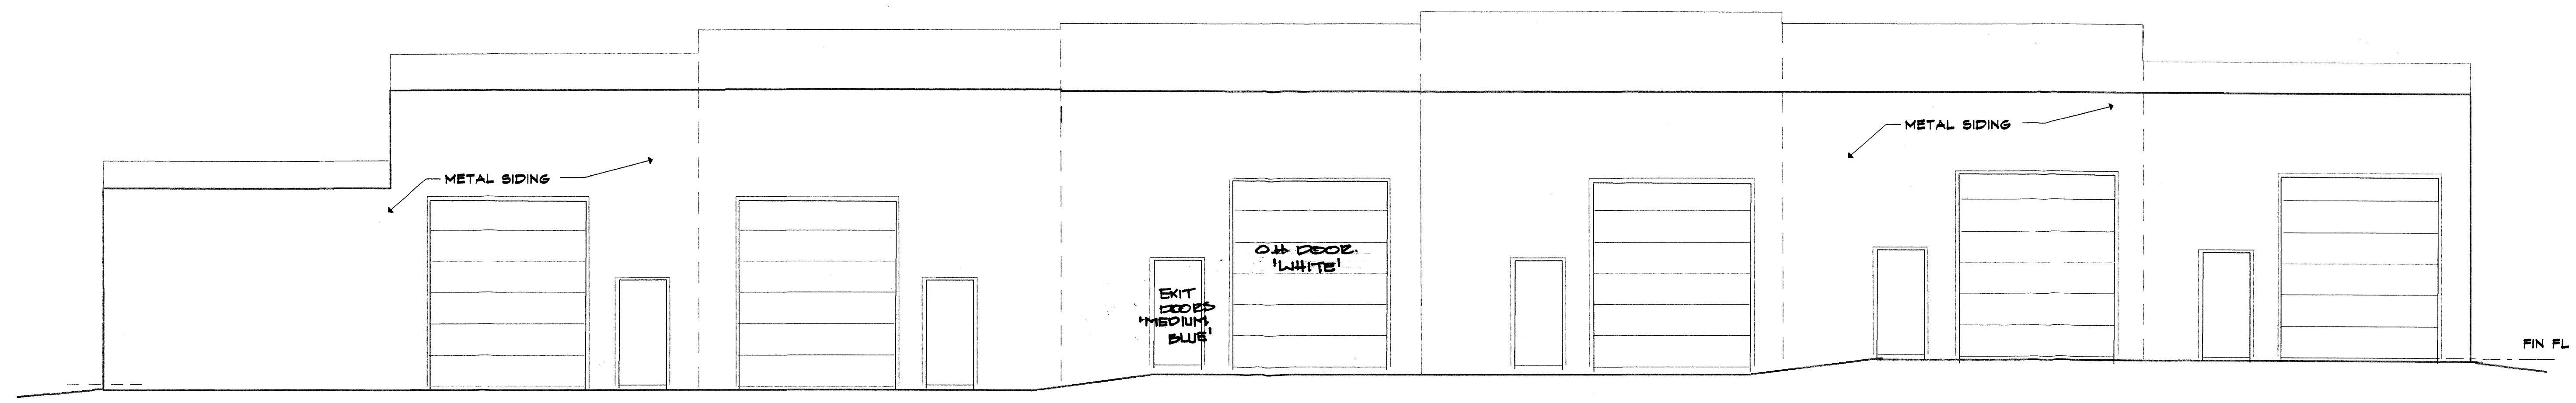 METAL SIDING
METAL SIDING
O.H DOOR.
'WHITE'
EXIT
DOORS
'MEDIUM
BLUE'
FIN FL